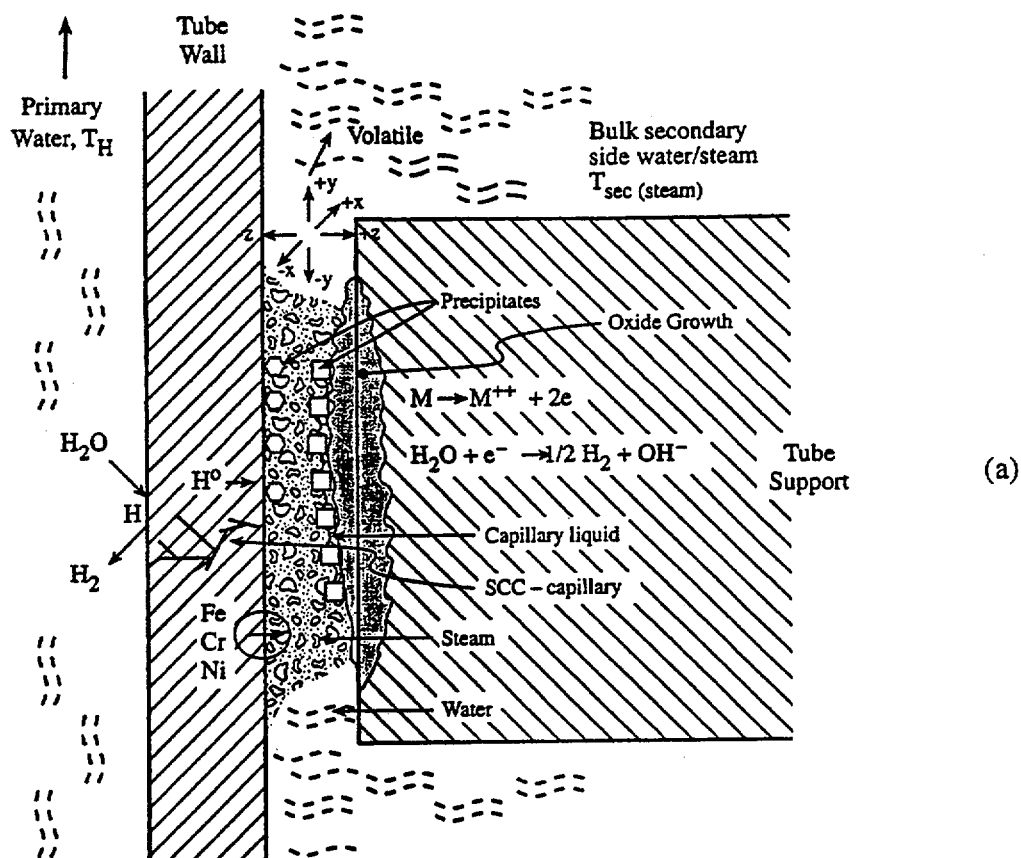 Tube
Wall
Primary
Water, T_H
Volatile
Bulk secondary
side water/steam
T_sec (steam)
+y
+x
z
+z
-x
-y
Precipitates
Oxide Growth
M → M⁺⁺ + 2e
H₂O + e⁻ → 1/2 H₂ + OH⁻
H₂O
H°
H
H₂
Tube
Support
(a)
Capillary liquid
SCC – capillary
Fe
Cr
Ni
Steam
Water